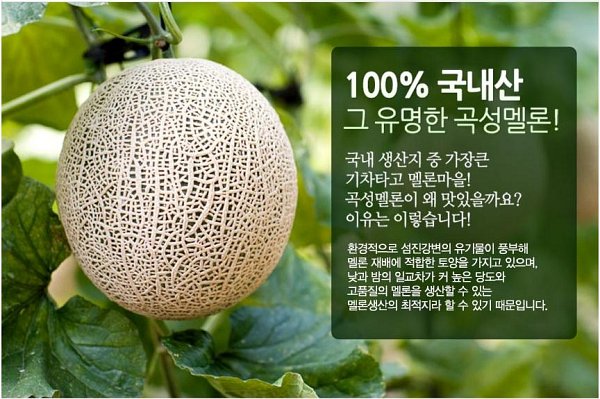 100% 국내산
그 유명한 곡성멜론!
국내 생산지 중 가장큰
기차타고 멜론마을!
곡성멜론이 왜 맛있을까요?
이유는 이렇습니다!
환경적으로 섬진강변의 유기물이 풍부해
멜론 재배에 적합한 토양을 가지고 있으며,
낮과 밤의 일교차가 커 높은 당도와
고품질의 멜론을 생산할 수 있는
멜론생산의 최적지라 할 수 있기 때문입니다.